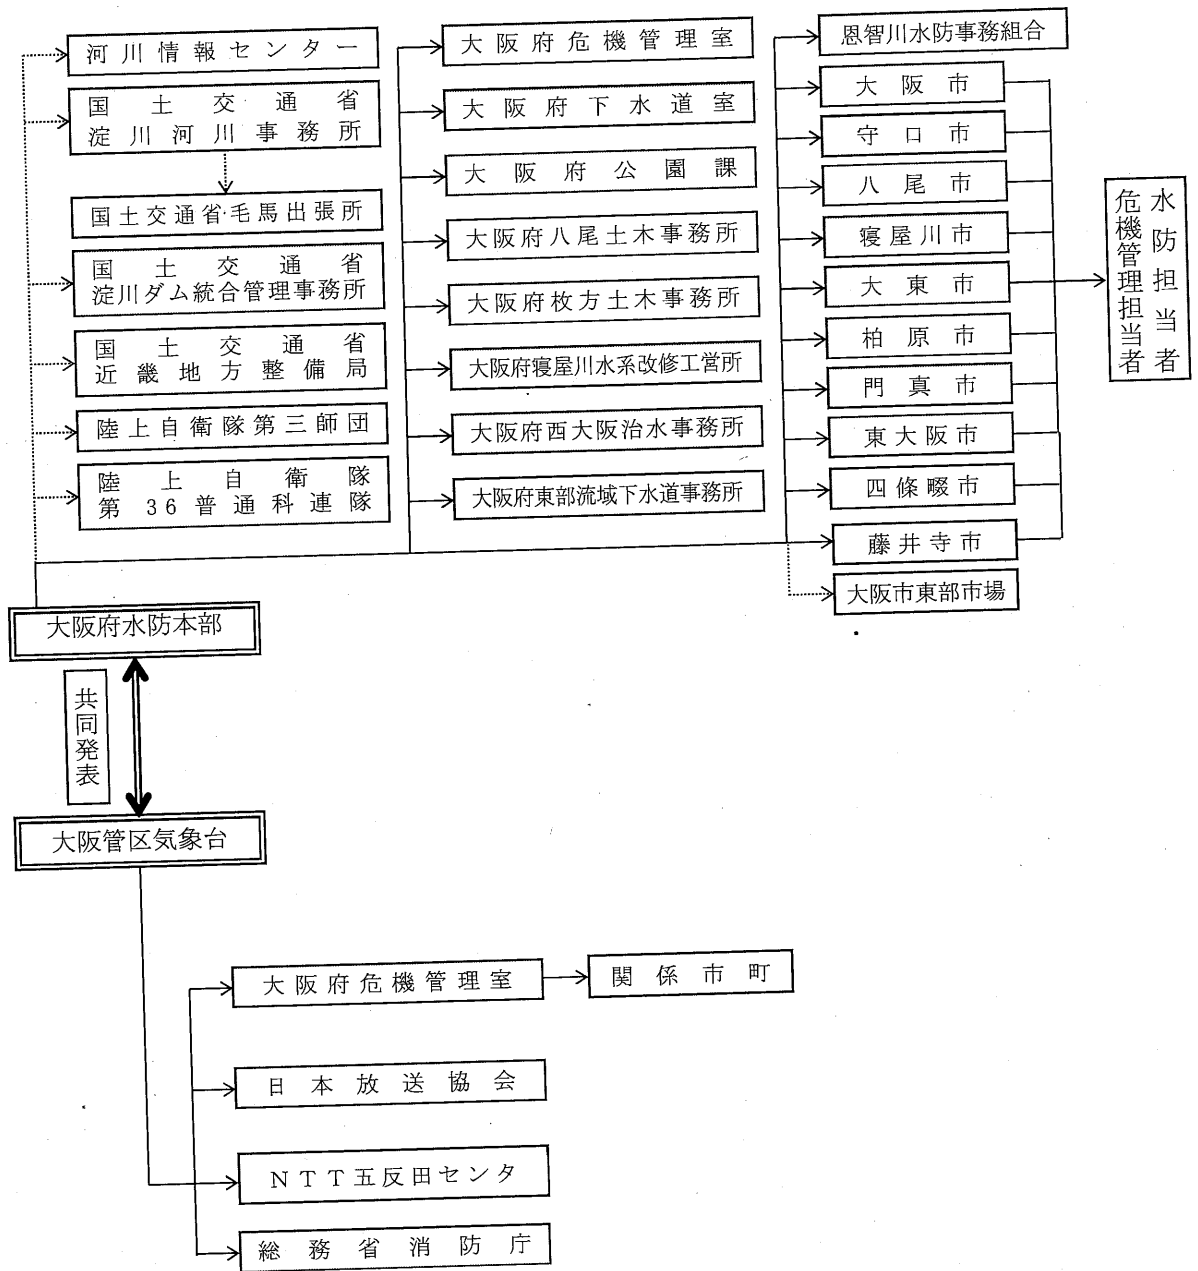 河川情報センター
国土交通省
淀川河川事務所
国土交通省・毛馬出張所
国土交通省
淀川ダム統合管理事務所
国土交通省
近畿地方整備局
陸上自衛隊第三師団
陸上自衛隊
第36普通科連隊
大阪府危機管理室
大阪府下水道室
大阪府公園課
大阪府八尾土木事務所
大阪府枚方土木事務所
大阪府寝屋川水系改修工営所
大阪府西大阪治水事務所
大阪府東部流域下水道事務所
恩智川水防事務組合
大阪市
守口市
八尾市
寝屋川市
大東市
柏原市
門真市
東大阪市
四條畷市
藤井寺市
大阪市東部市場
水防担当者
危機管理担当者
大阪府水防本部
共同発表
大阪管区気象台
大阪府危機管理室
関係市町
日本放送協会
NTT五反田センタ
総務省消防庁